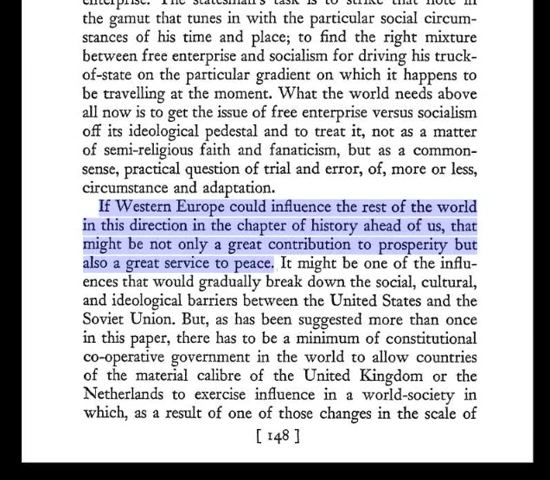 enterprise. The statesman's task is to strike that note in
the gamut that tunes in with the particular social circum-
stances of his time and place; to find the right mixture
between free enterprise and socialism for driving his truck-
of-state on the particular gradient on which it happens to
be travelling at the moment. What the world needs above
all now is to get the issue of free enterprise versus socialism
off its ideological pedestal and to treat it, not as a matter
of semi-religious faith and fanaticism, but as a common-
sense, practical question of trial and error, of, more or less,
circumstance and adaptation.
If Western Europe could influence the rest of the world
in this direction in the chapter of history ahead of us, that
might be not only a great contribution to prosperity but
also a great service to peace. It might be one of the influ-
ences that would gradually break down the social, cultural,
and ideological barriers between the United States and the
Soviet Union. But, as has been suggested more than once
in this paper, there has to be a minimum of constitutional
co-operative government in the world to allow countries
of the material calibre of the United Kingdom or the
Netherlands to exercise influence in a world-society in
which, as a result of one of those changes in the scale of
[ 148 ]